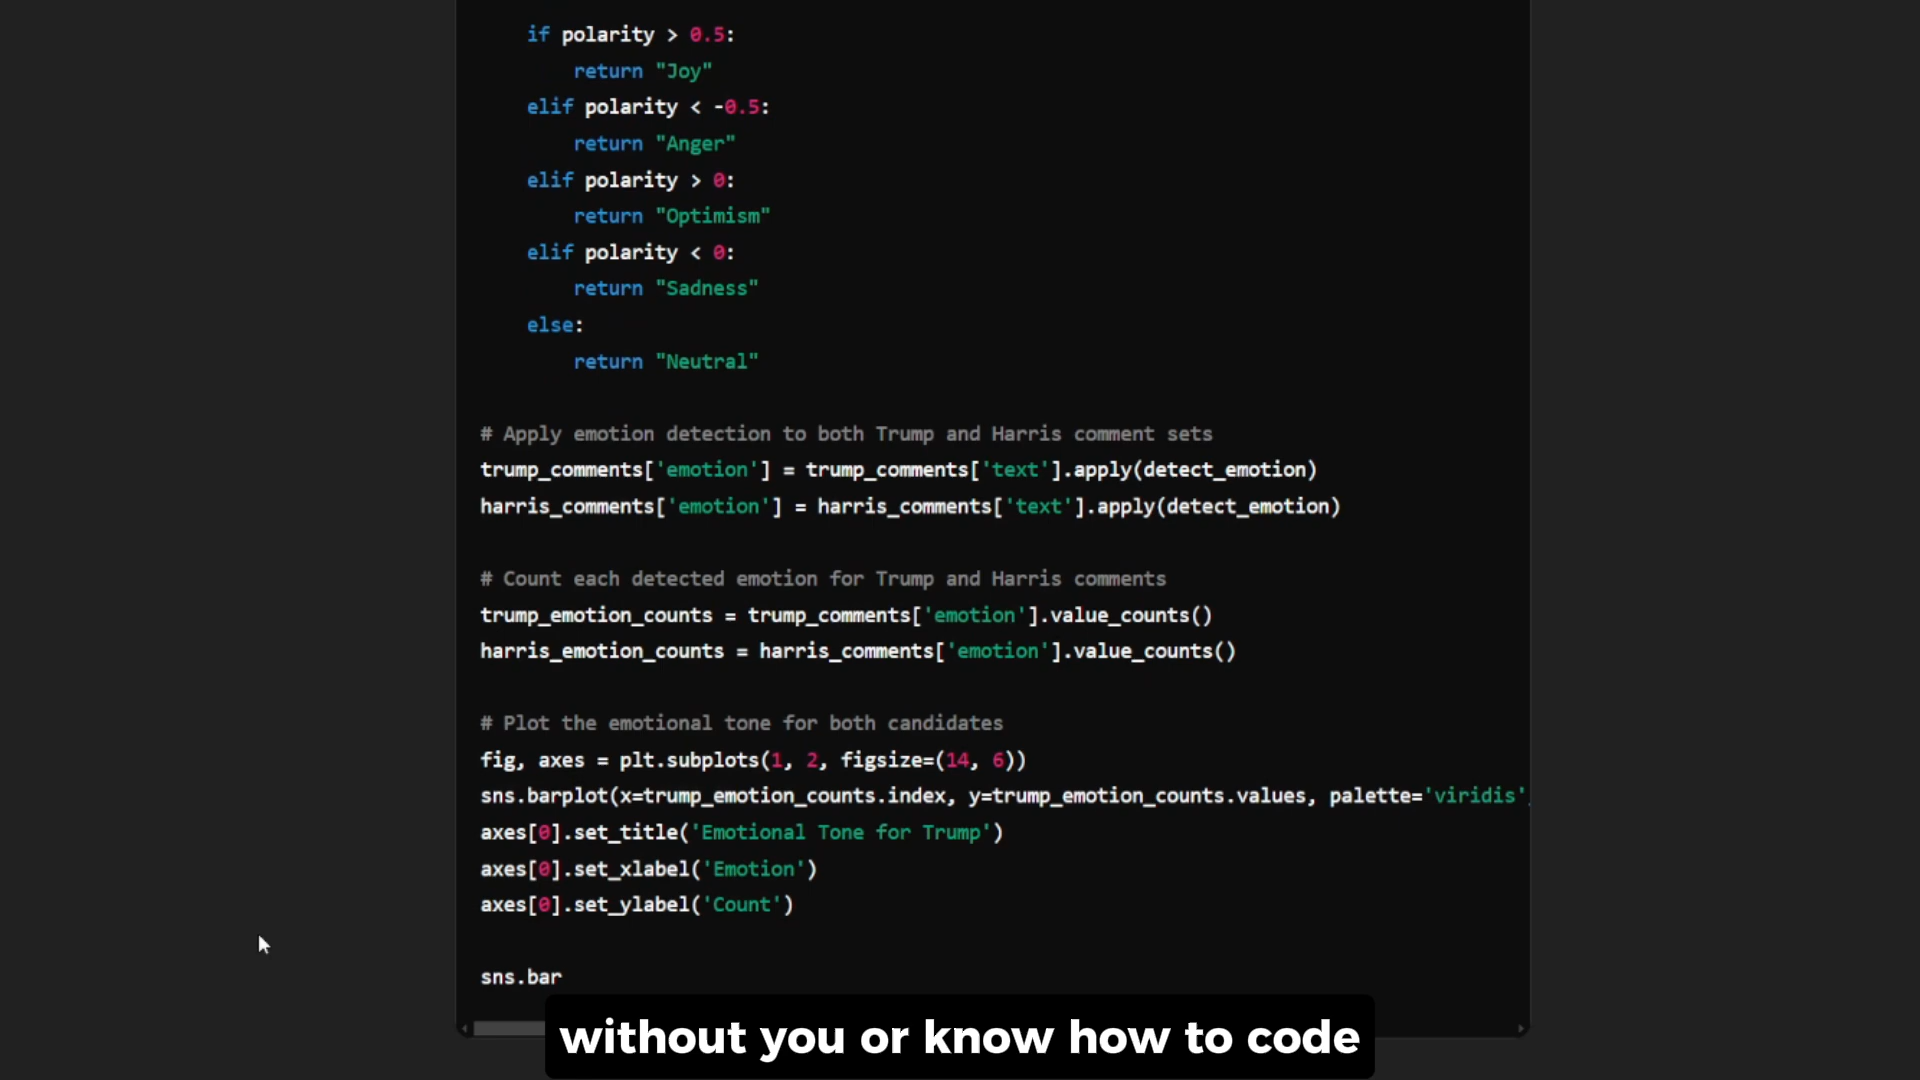 if polarity > 0.5:
return "Joy"
elif polarity < -0.5:
return "Anger"
elif polarity > 0:
return "Optimism"
elif polarity < 0:
return "Sadness"
else:
return "Neutral"
# Apply emotion detection to both Trump and Harris comment sets
trump_comments['emotion'] = trump_comments['text'].apply(detect_emotion)
harris_comments['emotion'] = harris_comments['text'].apply(detect_emotion)
# Count each detected emotion for Trump and Harris comments
trump_emotion_counts = trump_comments['emotion'].value_counts()
harris_emotion_counts = harris_comments['emotion'].value_counts()
# Plot the emotional tone for both candidates
fig, axes = plt.subplots(1, 2, figsize=(14, 6))
sns.barplot(x=trump_emotion_counts.index, y=trump_emotion_counts.values, palette='viridis',
axes[0].set_title('Emotional Tone for Trump')
axes[0].set_xlabel('Emotion')
axes[0].set_ylabel('Count')
sns.bar
without you or know how to code